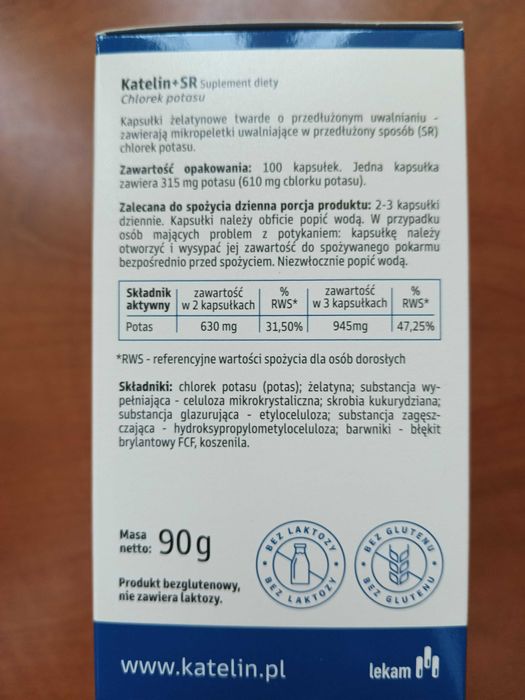 Katelin+SR Suplement diety
Chlorek potasu
Kapsułki żelatynowe twarde o przedłużonym uwalnianiu -
zawierają mikropeletki uwalniające w przedłużony sposób (SR)
chlorek potasu.
Zawartość opakowania: 100 kapsułek. Jedna kapsułka
zawiera 315 mg potasu (610 mg cblorku potasu).
Zalecana do spożycia dzienna porcja produktu: 2-3 kapsułki
dziennie. Kapsułki należy obficie popić wodą. W przypadku
osób mających problem z potykaniem: kapsułkę należy
otworzyć i wysypać jej zawartość do spożywanego pokarmu
bezpośrednio przed spożyciem. Niezwłocznie popić wodą.
Składnik aktywny | zawartość w 2 kapsułkach | % RWS* | zawartość w 3 kapsułkach | % RWS*
Potas | 630 mg | 31,50% | 945mg | 47,25%
*RWS - referencyjne wartości spożycia dla osób dorosłych
Składniki: chlorek potasu (potas); żelatyna; substancja wy-
pełniająca - celuloza mikrokrystaliczna; skrobia kukurydziana;
substancja glazurująca - etyloceluloza; substancja zagęsz-
czająca - hydroksypropylometyloceluloza; barwniki - błękit
brylantowy FCF, koszenila.
Masa netto: 90 g
BEZ LAKTOZY • BEZ LAKTOZY •
BEZ GLUTENU • BEZ GLUTENU •
Produkt bezglutenowy,
nie zawiera laktozy.
www.katelin.pl
lekam